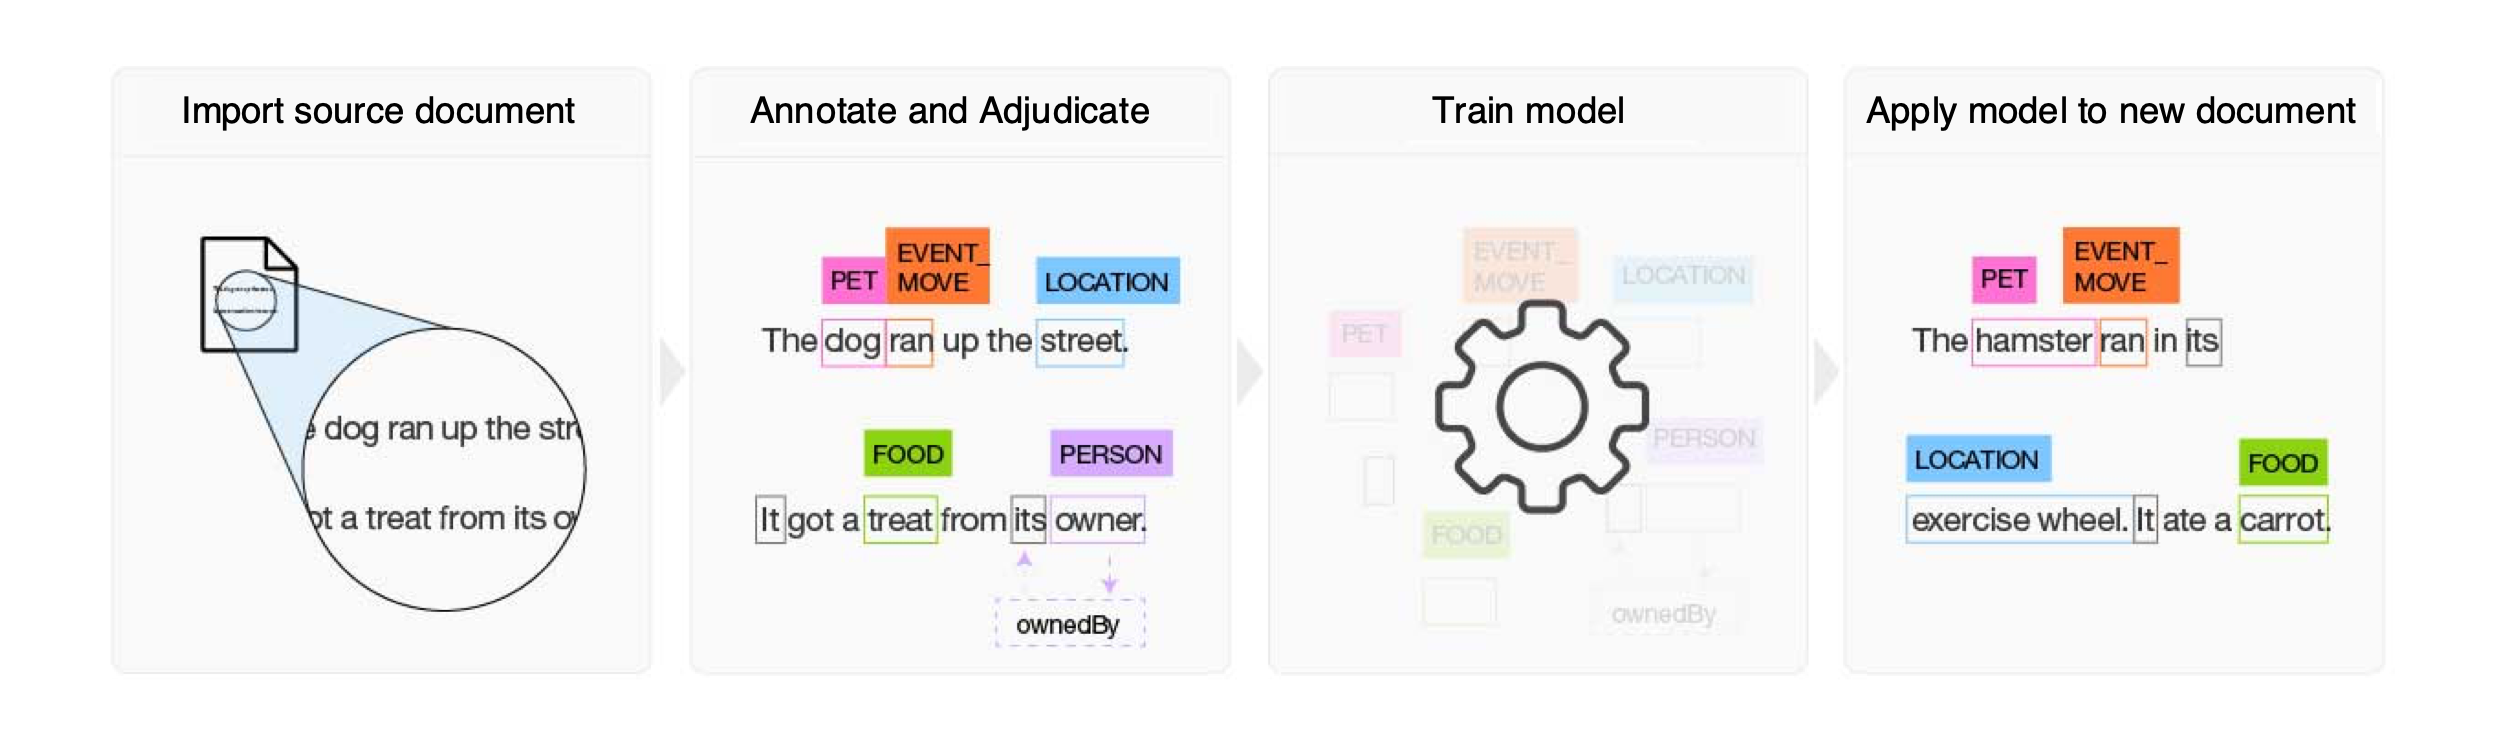 Import source document
e dog ran up the stre
ot a treat from its ow
Annotate and Adjudicate
PET
EVENT_
MOVE
LOCATION
The dog ran up the street.
FOOD
PERSON
It got a treat from its owner.
ownedBy
Train model
EVENT_
MOVE
LOCATION
PET
PERSON
FOOD
ownedBy
Apply model to new document
PET
EVENT_
MOVE
The hamster ran in its
LOCATION
FOOD
exercise wheel. It ate a carrot.